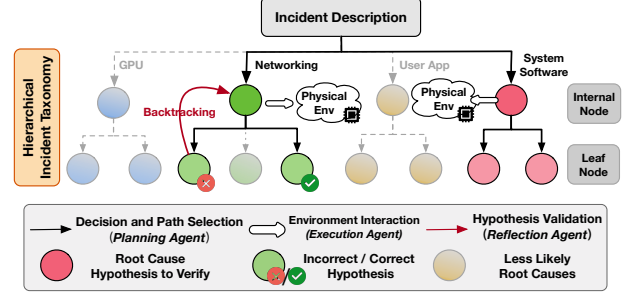 Incident Description
GPU
Networking
User App
System
Software
Hierarchical
Incident Taxonomy
Backtracking
Physical
Env
Physical
Env
Internal
Node
Leaf
Node
Decision and Path Selection
(Planning Agent)
Environment Interaction
(Execution Agent)
Hypothesis Validation
(Reflection Agent)
Root Cause
Hypothesis to Verify
Incorrect / Correct
Hypothesis
Less Likely
Root Causes